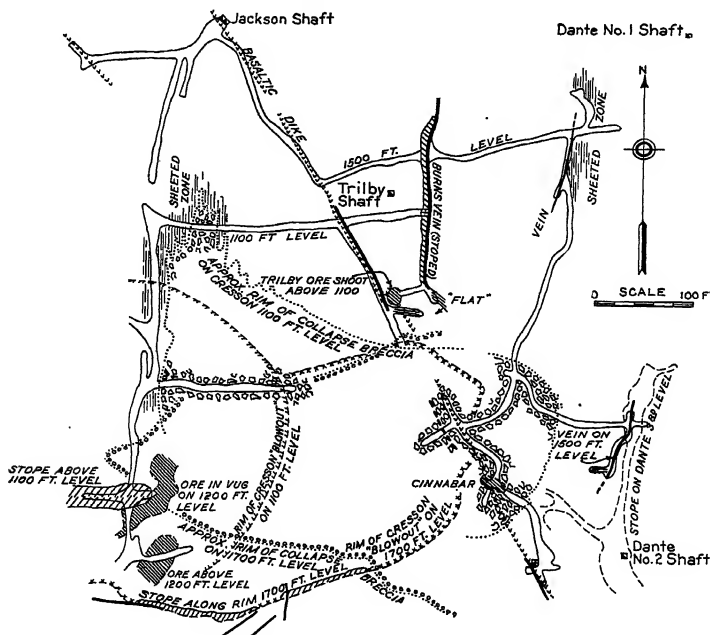 Jackson Shaft
Dante No. 1 Shaft
BASALTIC
DIKE
N
ZONE
1500 FT. LEVEL
SHEETED
Trilby
Shaft
BURNS VEIN (STOPED)
VEIN
SHEETED
ZONE
1100 FT LEVEL
SCALE
0 100 FT
TRILBY ORE SHOOT
ABOVE 1100
"FLAT"
APPROX. RIM OF COLLAPSE BRECCIA
ON CRESSON 1100 FT. LEVEL
VEIN ON
1500 FT.
LEVEL
STOPE ON DANTE 3RD LEVEL
STOPE ABOVE
1100 FT. LEVEL
ORE IN VUG
ON 1200 FT.
LEVEL
RIM OF CRESSON BLOWOUT
ON 1100 FT. LEVEL
CINNABAR
APPROX. RIM OF COLLAPSE
ON 1700 FT. LEVEL
BRECCIA
RIM OF CRESSON
"BLOWOUT" ON
1700 FT. LEVEL
ORE ABOVE
1200 FT. LEVEL
STOPE ALONG RIM 1700 FT. LEVEL
Dante
No. 2 Shaft